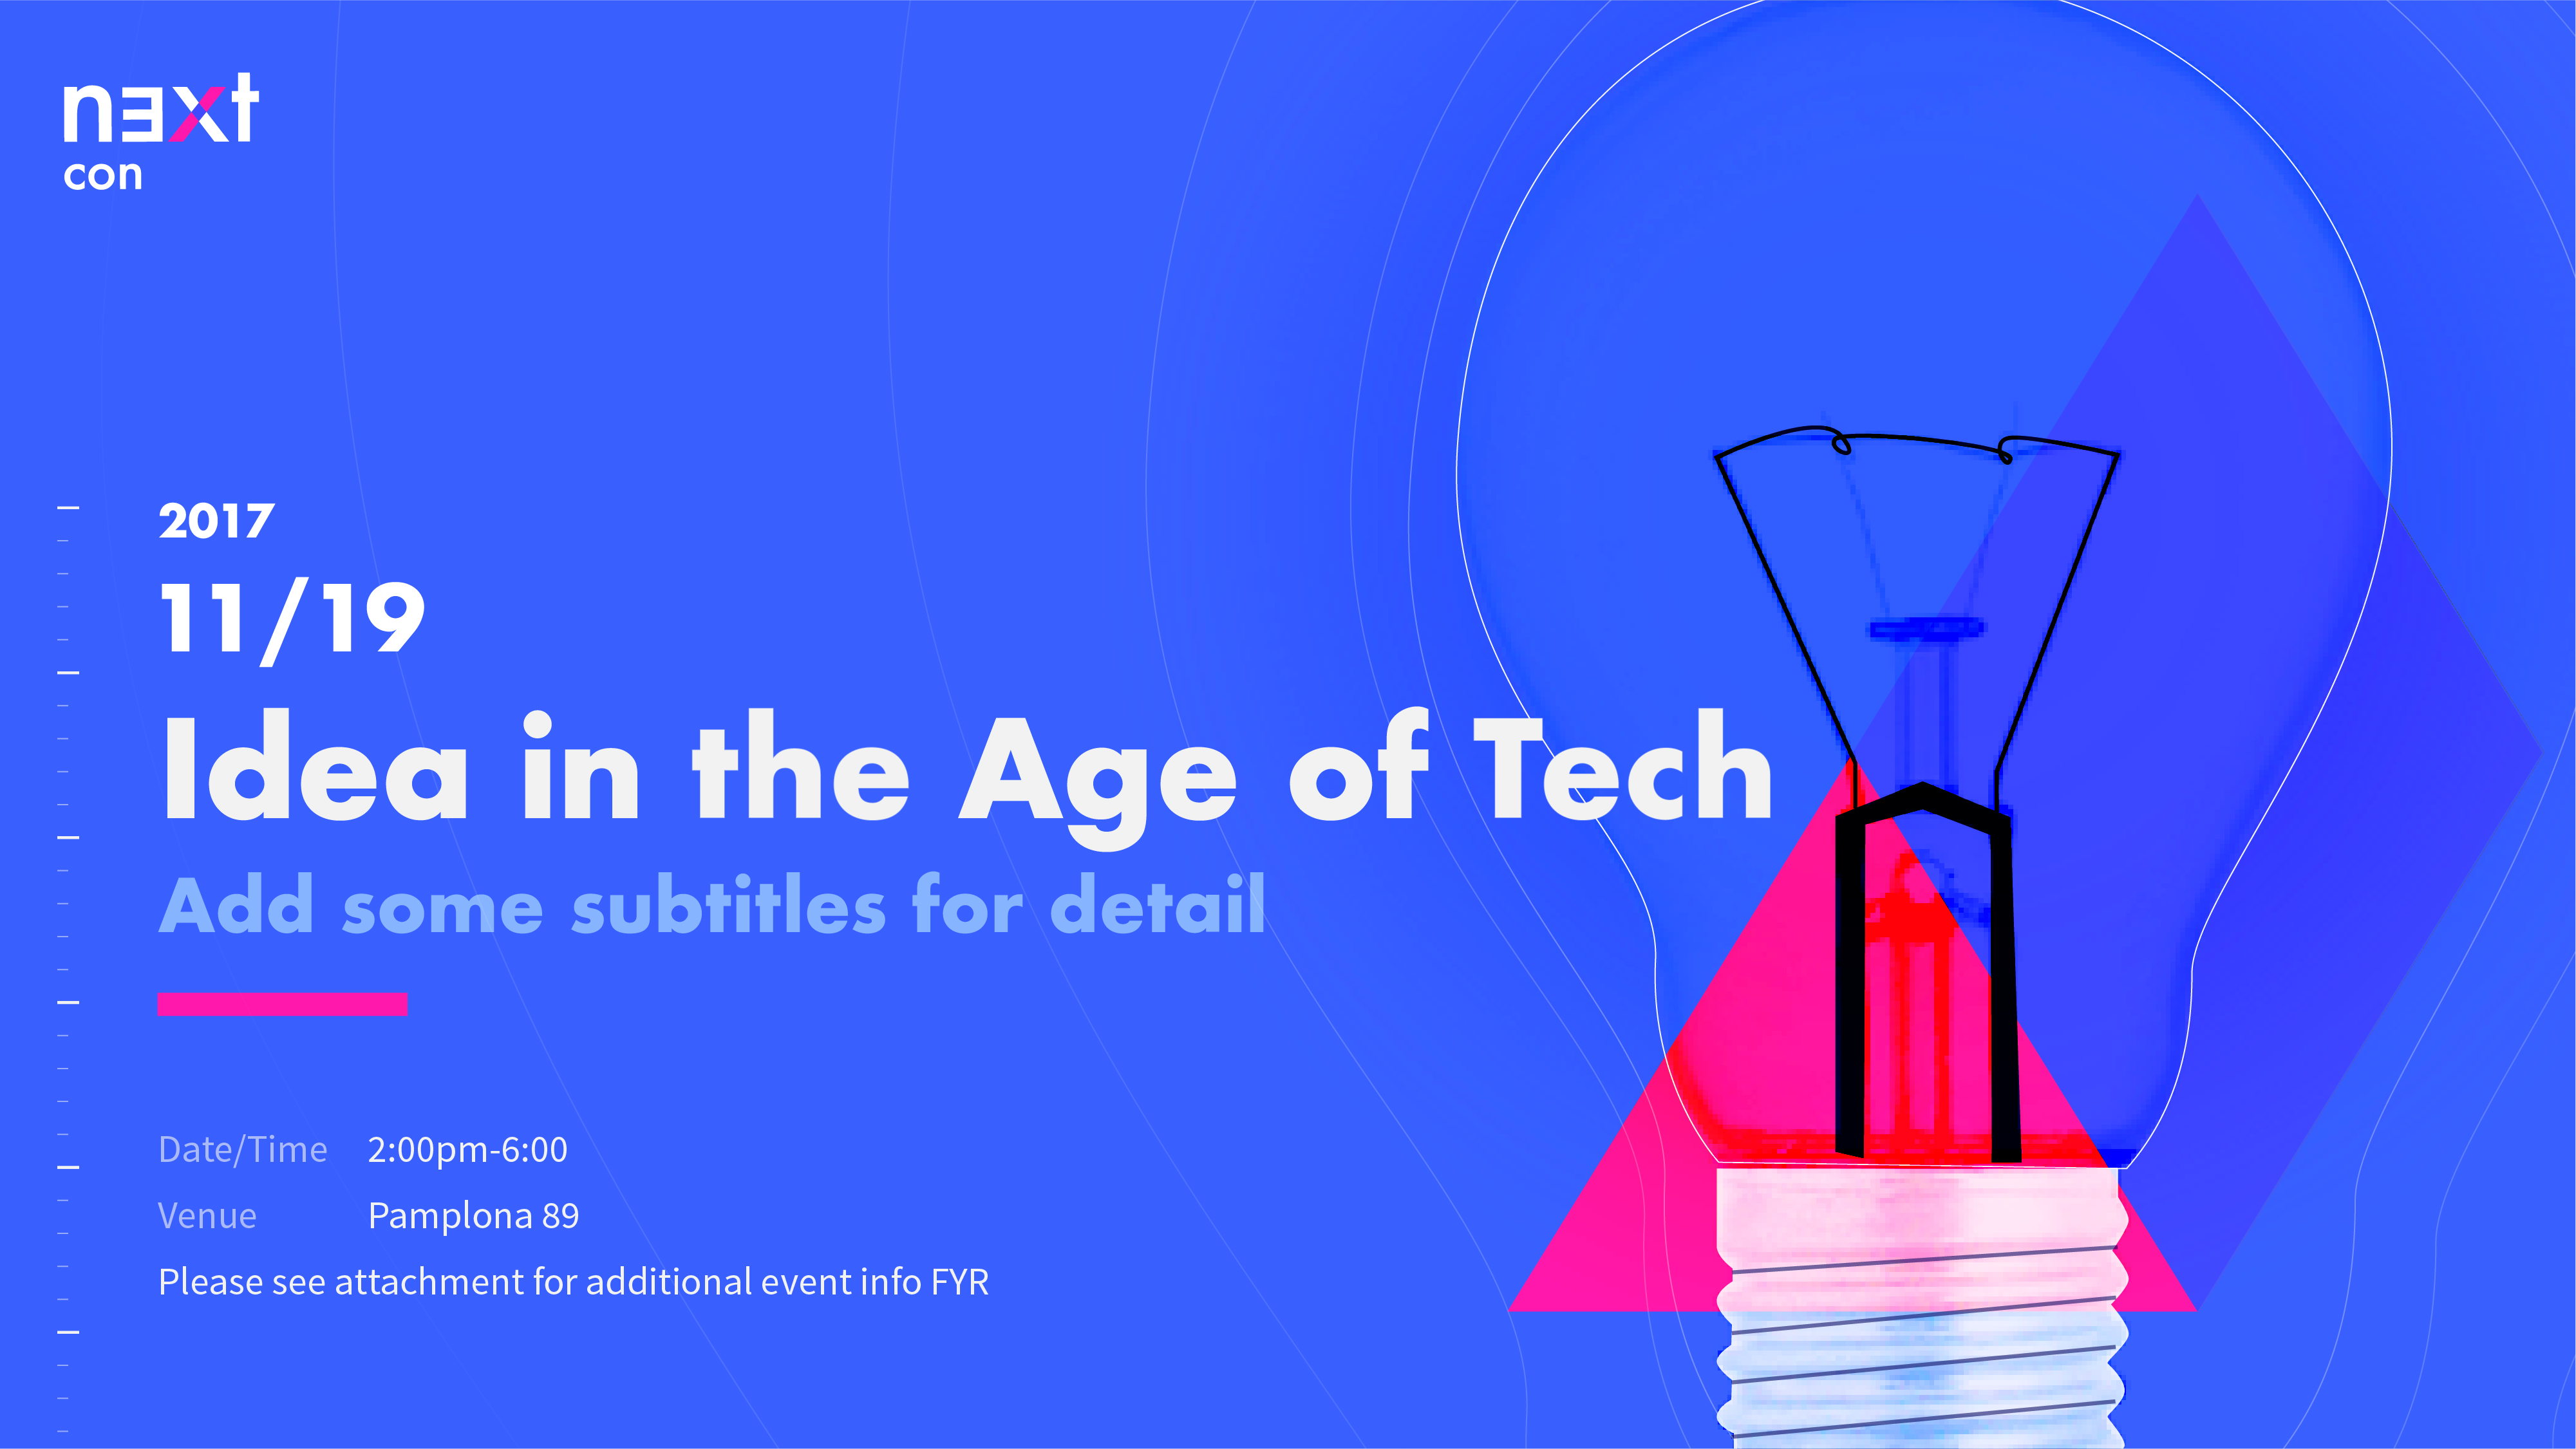 next
con
2017
11/19
Idea in the Age of Tech
Add some subtitles for detail
Date/Time 2:00pm-6:00
Venue Pamplona 89
Please see attachment for additional event info FYR